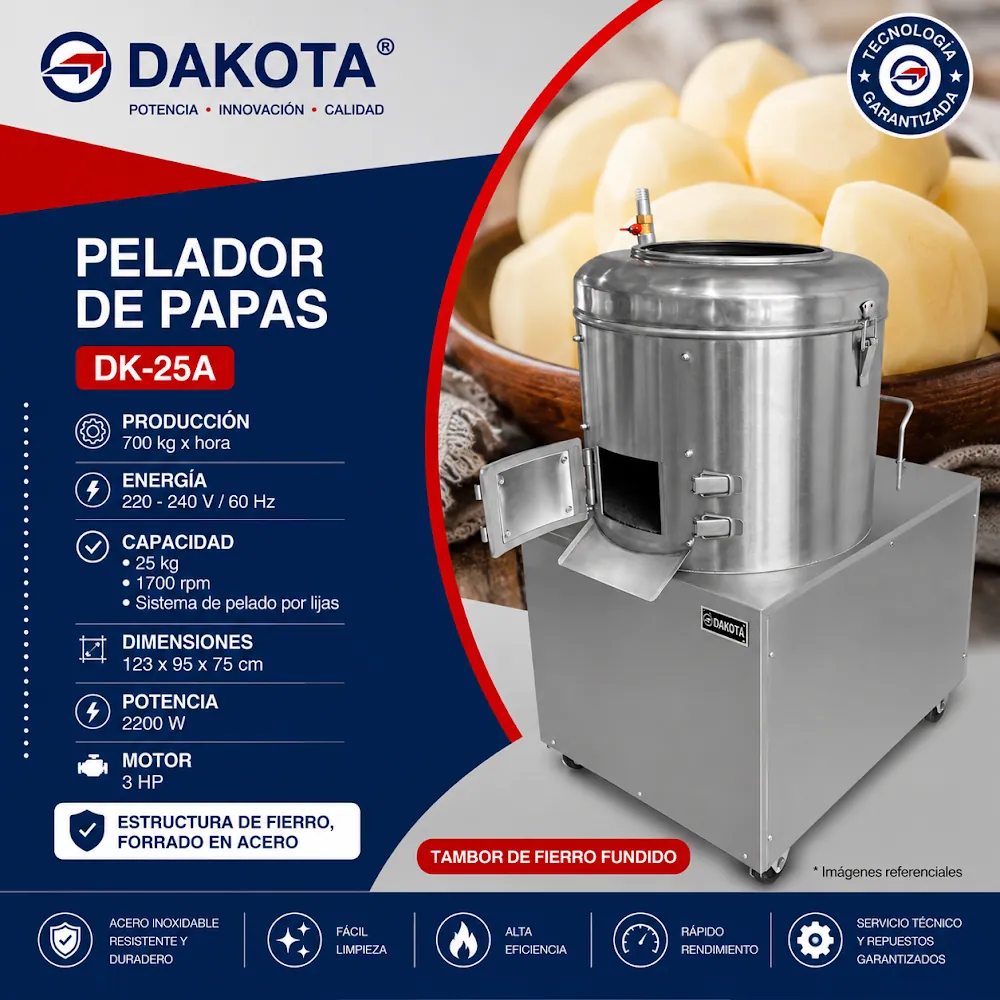 DAKOTA®
POTENCIA • INNOVACIÓN • CALIDAD
TECNOLOGÍA
GARANTIZADA
PELADOR
DE PAPAS
DK-25A
PRODUCCIÓN
700 kg x hora
ENERGÍA
220 - 240 V / 60 Hz
CAPACIDAD
• 25 kg
• 1700 rpm
• Sistema de pelado por lijas
DIMENSIONES
123 x 95 x 75 cm
POTENCIA
2200 W
MOTOR
3 HP
ESTRUCTURA DE FIERRO,
FORRADO EN ACERO
DAKOTA
TAMBOR DE FIERRO FUNDIDO
* Imágenes referenciales
ACERO INOXIDABLE
RESISTENTE Y
DURADERO
FÁCIL
LIMPIEZA
ALTA
EFICIENCIA
RÁPIDO
RENDIMIENTO
SERVICIO TÉCNICO
Y REPUESTOS
GARANTIZADOS